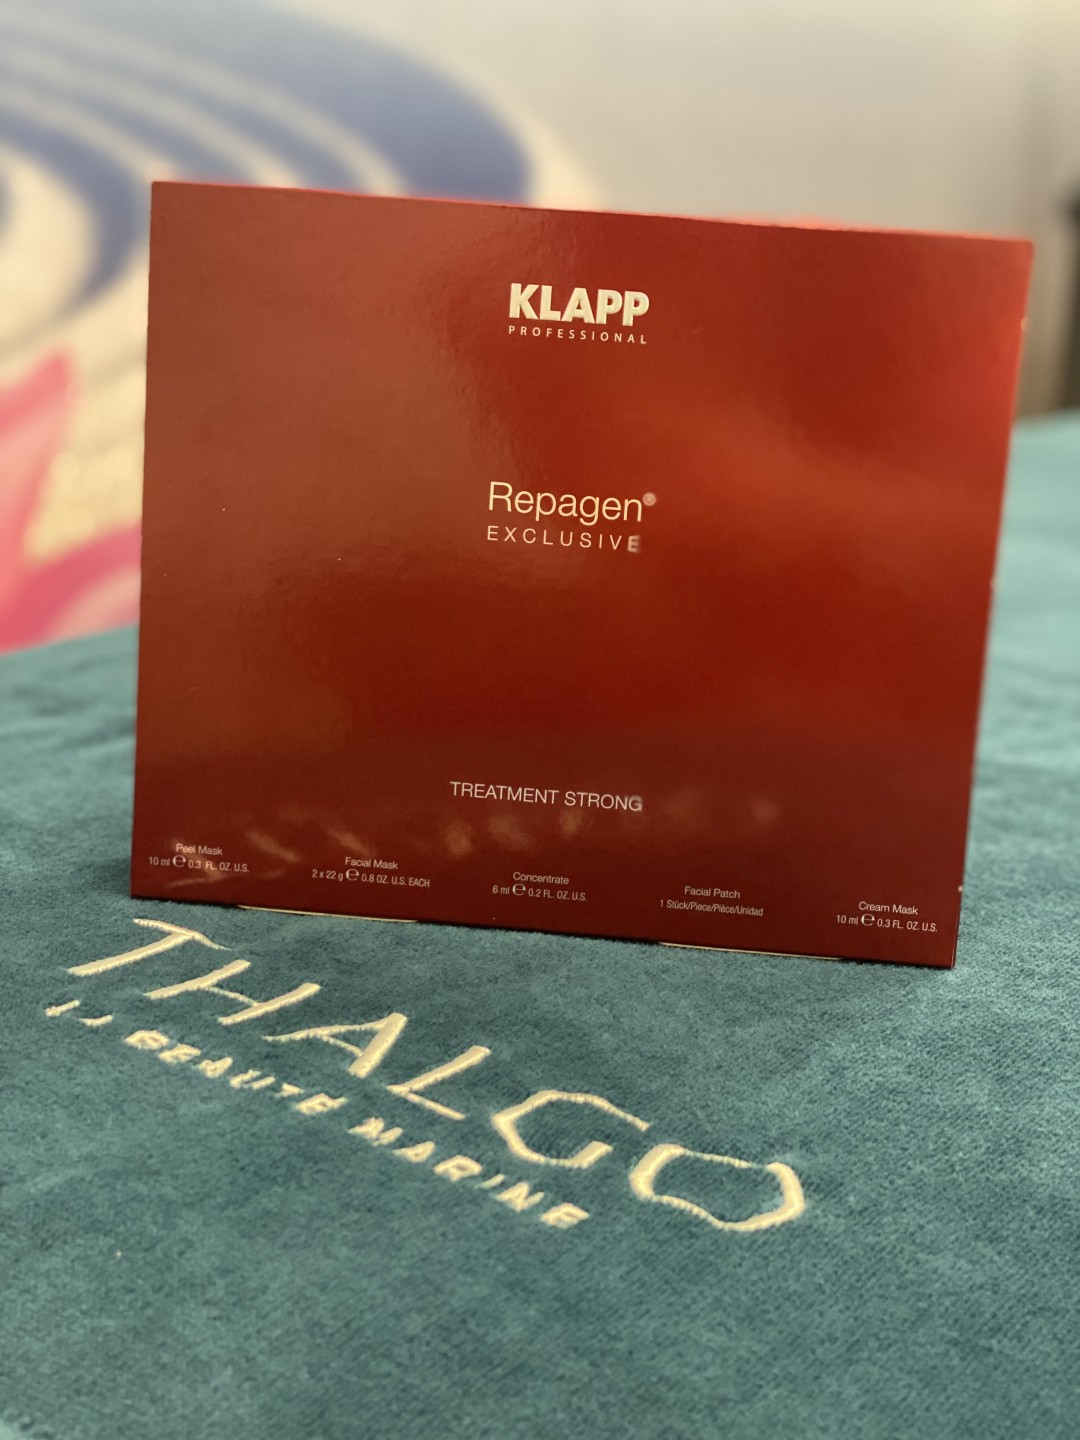 KLAPP
PROFESSIONAL
Repagen®
EXCLUSIVE
TREATMENT STRONG
Peel Mask
10 ml ℮ 0.3 FL. OZ. U.S.
Facial Mask
2 x 22 g ℮ 0.8 OZ. U.S. EACH
Concentrate
6 ml ℮ 0.2 FL. OZ. U.S.
Facial Patch
1 Stück/Piece/Pièce/Unidad
Cream Mask
10 ml ℮ 0.3 FL. OZ. U.S.
THALGO
LA BEAUTÉ MARINE